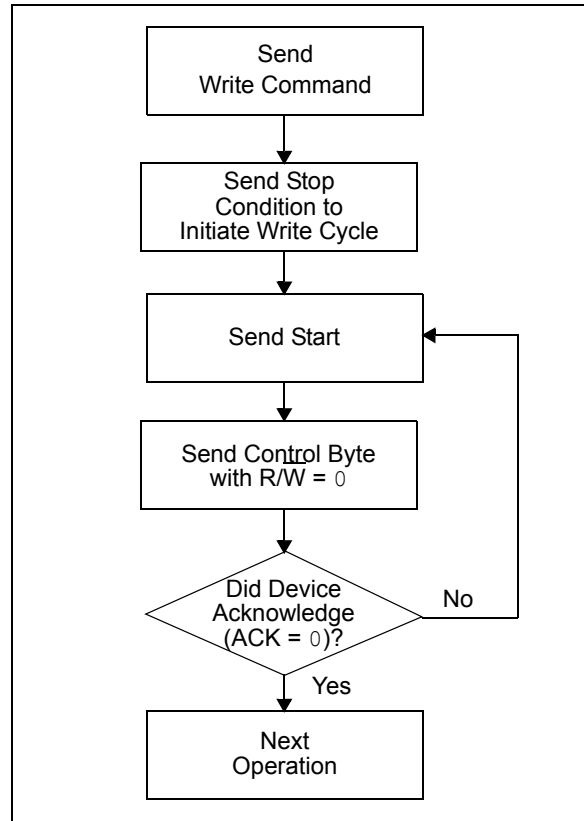 Send
Write Command
Send Stop
Condition to
Initiate Write Cycle
Send Start
Send Control Byte
with R/W̅ = 0
Did Device
Acknowledge
(ACK = 0)?
No
Yes
Next
Operation